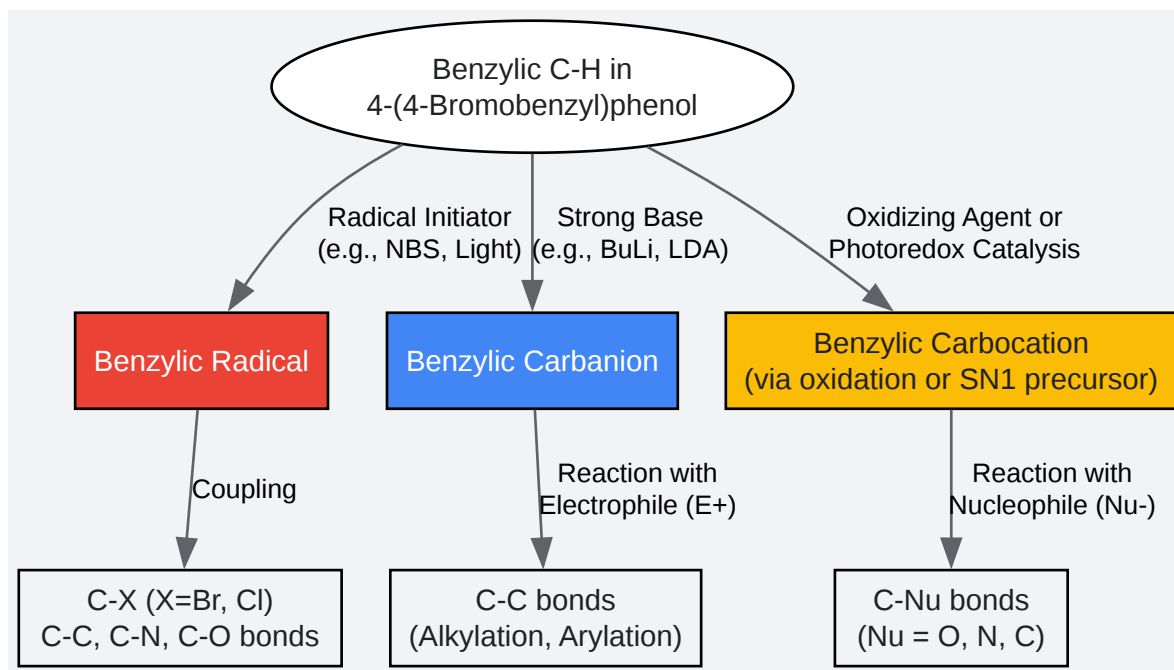 Benzylic C-H in
4-(4-Bromobenzyl)phenol
Radical Initiator
(e.g., NBS, Light)
Strong Base
(e.g., BuLi, LDA)
Oxidizing Agent or
Photoredox Catalysis
Benzylic Radical
Benzylic Carbanion
Benzylic Carbocation
(via oxidation or SN1 precursor)
Coupling
Reaction with
Electrophile (E+)
Reaction with
Nucleophile (Nu-)
C-X (X=Br, Cl)
C-C, C-N, C-O bonds
C-C bonds
(Alkylation, Arylation)
C-Nu bonds
(Nu = O, N, C)